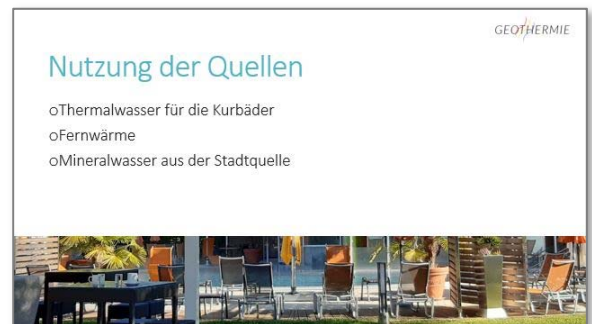 GEOTHERMIE
Nutzung der Quellen
oThermalwasser für die Kurbäder
oFernwärme
oMineralwasser aus der Stadtquelle